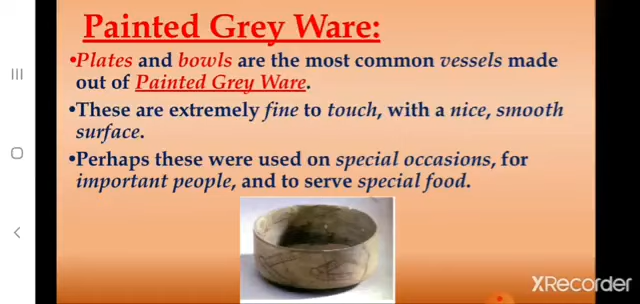 Painted Grey Ware:
•Plates and bowls are the most common vessels made
out of Painted Grey Ware.
•These are extremely fine to touch, with a nice, smooth
surface.
•Perhaps these were used on special occasions, for
important people, and to serve special food.
XRecorder